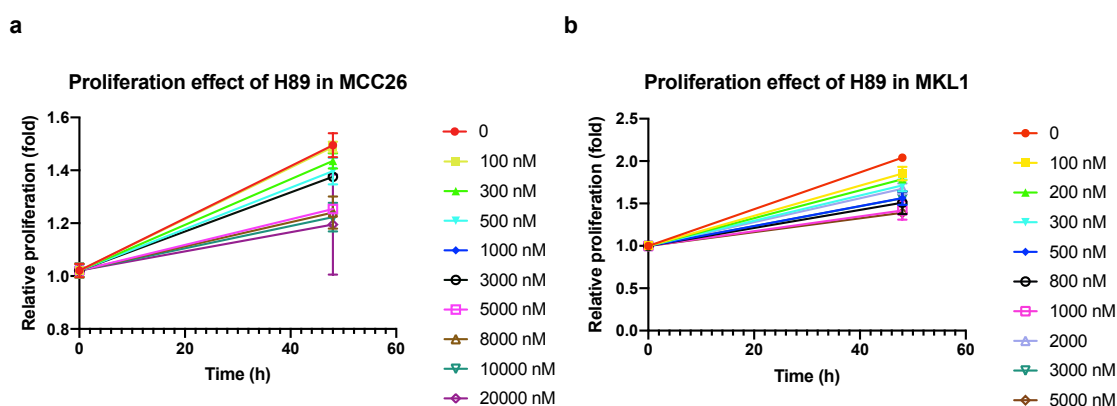 a
Proliferation effect of H89 in MCC26
Relative proliferation (fold)
1.6
1.4
1.2
1.0
0.8
0
20
40
60
Time (h)
0
100 nM
300 nM
500 nM
1000 nM
3000 nM
5000 nM
8000 nM
10000 nM
20000 nM
b
Proliferation effect of H89 in MKL1
Relative proliferation (fold)
2.5
2.0
1.5
1.0
0.5
0.0
0
20
40
60
Time (h)
0
100 nM
200 nM
300 nM
500 nM
800 nM
1000 nM
2000
3000 nM
5000 nM